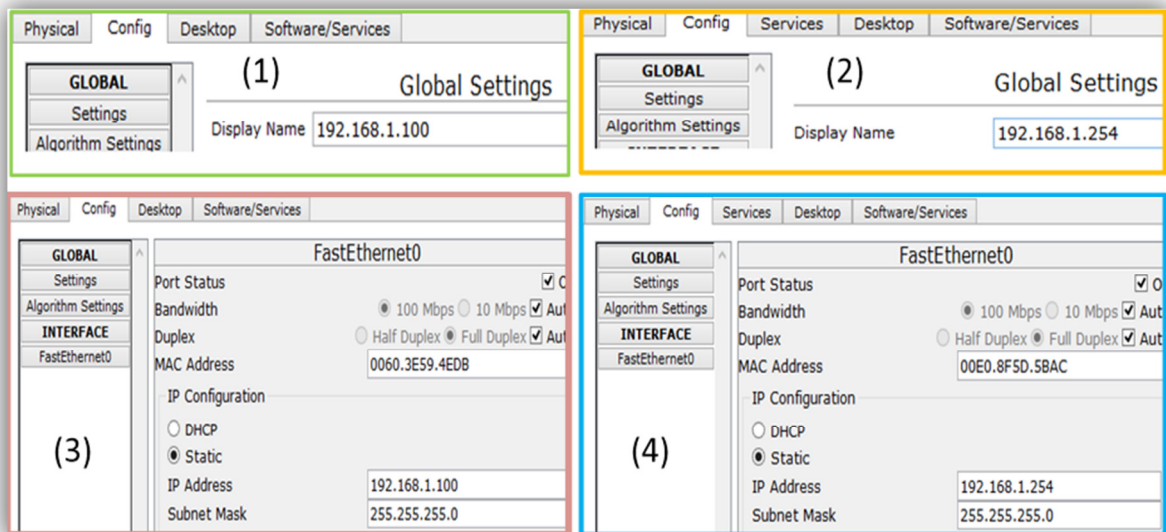 Physical Config Desktop Software/Services
(1)
GLOBAL
Settings
Algorithm Settings
Global Settings
Display Name 192.168.1.100
Physical Config Services Desktop Software/Services
(2)
GLOBAL
Settings
Algorithm Settings
Global Settings
Display Name 192.168.1.254
Physical Config Desktop Software/Services
GLOBAL
Settings
Algorithm Settings
INTERFACE
FastEthernet0
(3)
FastEthernet0
Port Status
Bandwidth 100 Mbps 10 Mbps Aut
Duplex Half Duplex Full Duplex Aut
MAC Address 0060.3E59.4EDB
IP Configuration
DHCP
Static
IP Address 192.168.1.100
Subnet Mask 255.255.255.0
Physical Config Services Desktop Software/Services
GLOBAL
Settings
Algorithm Settings
INTERFACE
FastEthernet0
(4)
FastEthernet0
Port Status O
Bandwidth 100 Mbps 10 Mbps Aut
Duplex Half Duplex Full Duplex Aut
MAC Address 00E0.8F5D.5BAC
IP Configuration
DHCP
Static
IP Address 192.168.1.254
Subnet Mask 255.255.255.0